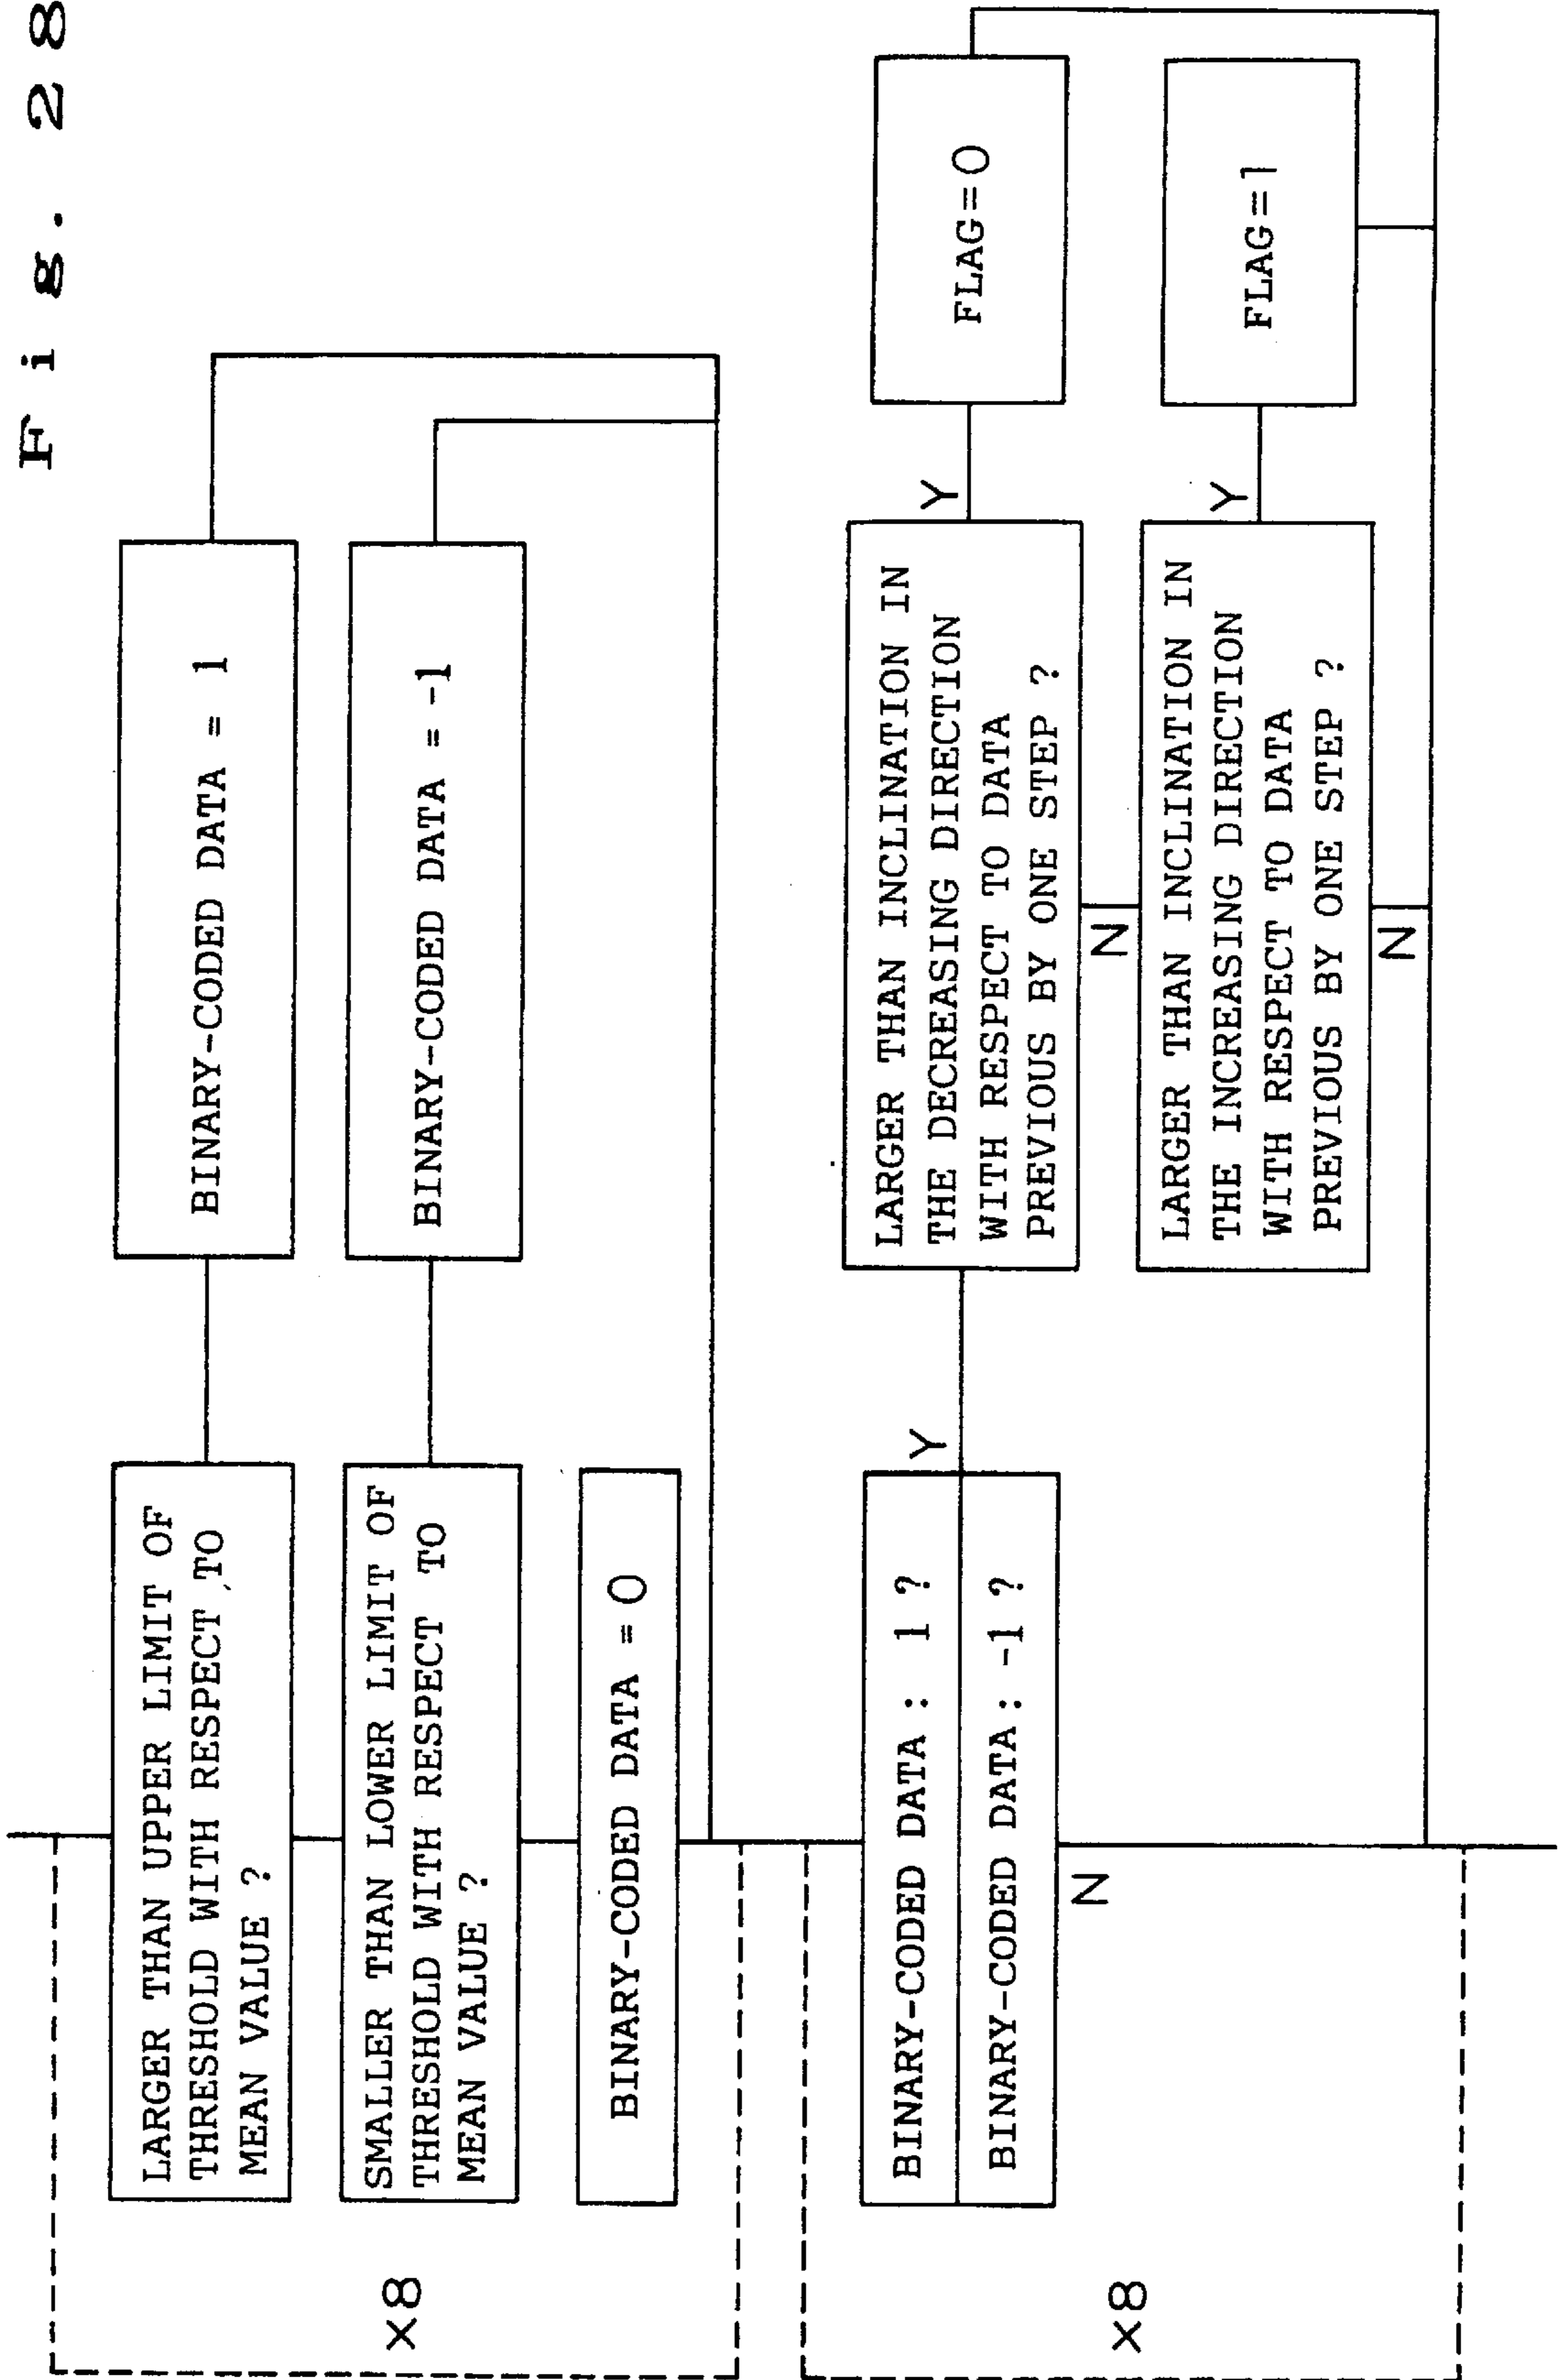 Fig. 28
LARGER THAN UPPER LIMIT OF
THRESHOLD WITH RESPECT TO
MEAN VALUE ?
BINARY-CODED DATA = 1
SMALLER THAN LOWER LIMIT OF
THRESHOLD WITH RESPECT TO
MEAN VALUE ?
BINARY-CODED DATA = -1
BINARY-CODED DATA = 0
×8
BINARY-CODED DATA : 1 ?
BINARY-CODED DATA : -1 ?
Y
N
LARGER THAN INCLINATION IN
THE DECREASING DIRECTION
WITH RESPECT TO DATA
PREVIOUS BY ONE STEP ?
Y
FLAG=0
N
LARGER THAN INCLINATION IN
THE INCREASING DIRECTION
WITH RESPECT TO DATA
PREVIOUS BY ONE STEP ?
Y
FLAG=1
N
×8